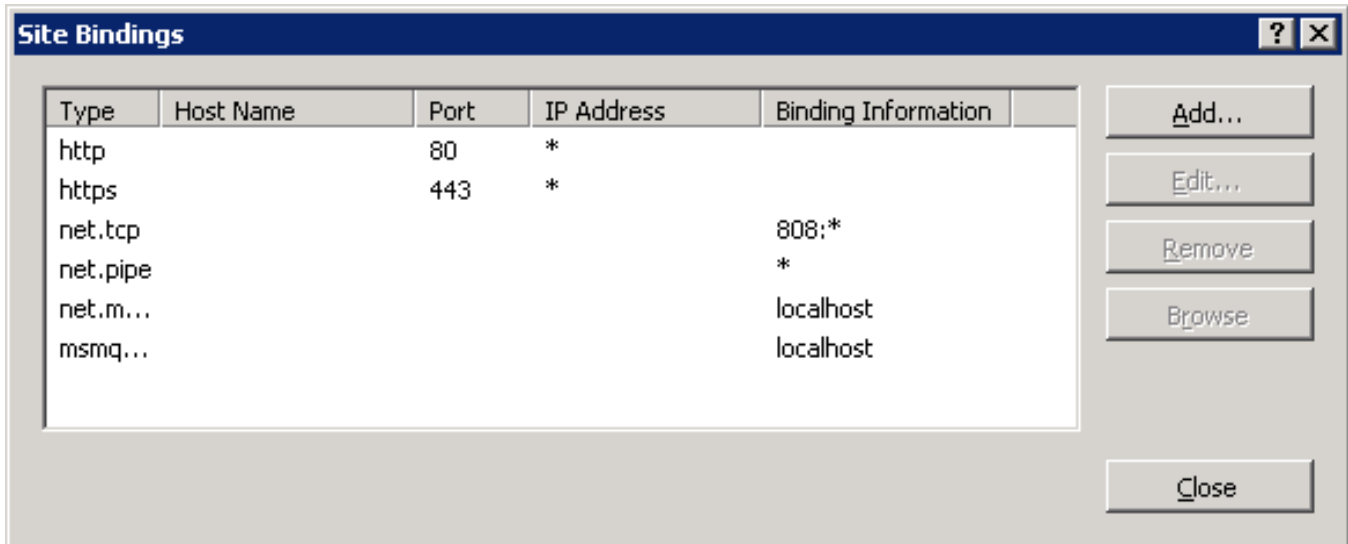 Site Bindings
Type Host Name Port IP Address Binding Information
http 80 *
https 443 *
net.tcp 808:*
net.pipe *
net.m... localhost
msmq... localhost
Add...
Edit...
Remove
Browse
Close